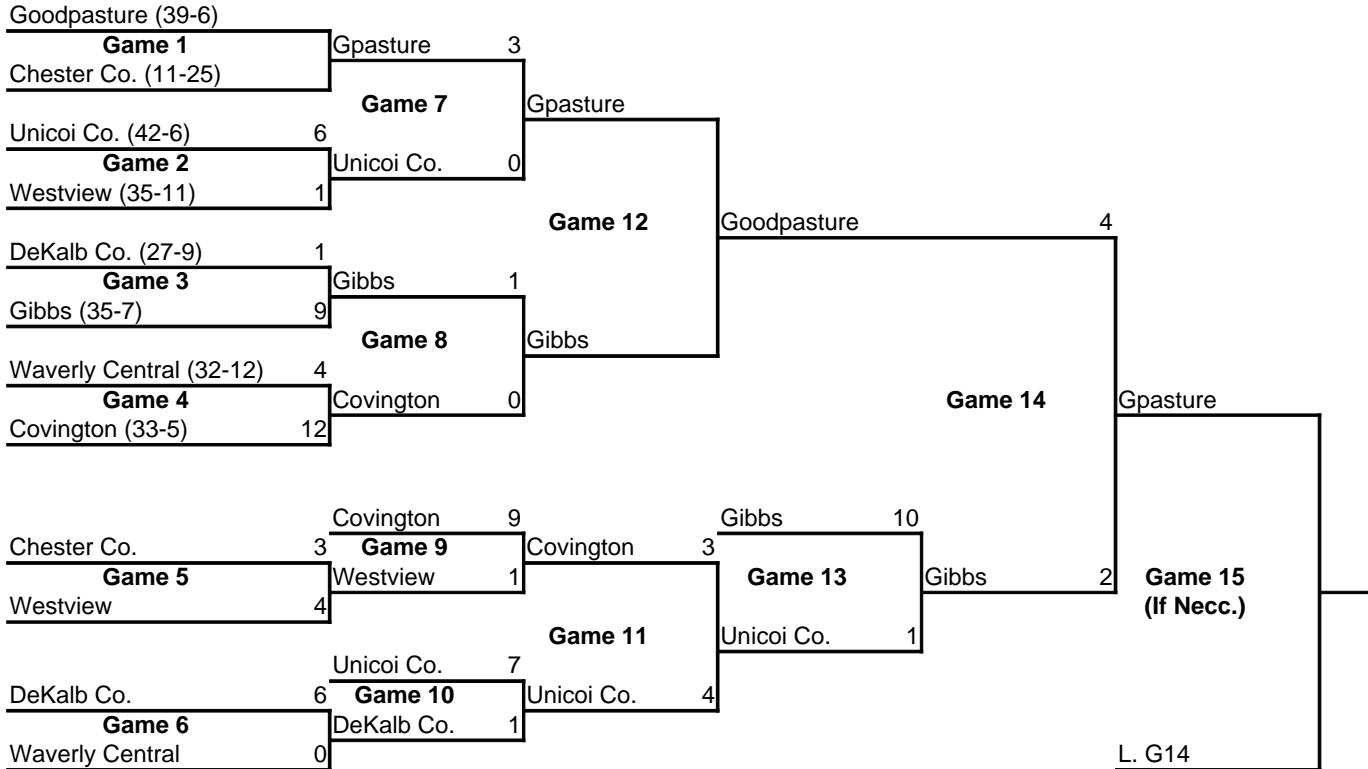 Goodpasture (39-6)
Game 1
Gpasture 3
Chester Co. (11-25)
Game 7
Gpasture
Unicoi Co. (42-6) 6
Game 2
Unicoi Co. 0
Westview (35-11) 1
Game 12
Goodpasture 4
DeKalb Co. (27-9) 1
Game 3
Gibbs 1
Gibbs (35-7) 9
Game 8
Gibbs
Waverly Central (32-12) 4
Game 4
Covington 0
Game 14
Gpasture
Covington (33-5) 12
Covington 9
Gibbs 10
Chester Co. 3
Game 9
Covington 3
Game 5
Westview 1
Game 13
Gibbs 2
Game 15
(If Necc.)
Westview 4
Game 11
Unicoi Co. 1
Unicoi Co. 7
DeKalb Co. 6
Game 10
Unicoi Co. 4
Game 6
DeKalb Co. 1
Waverly Central 0
L. G14